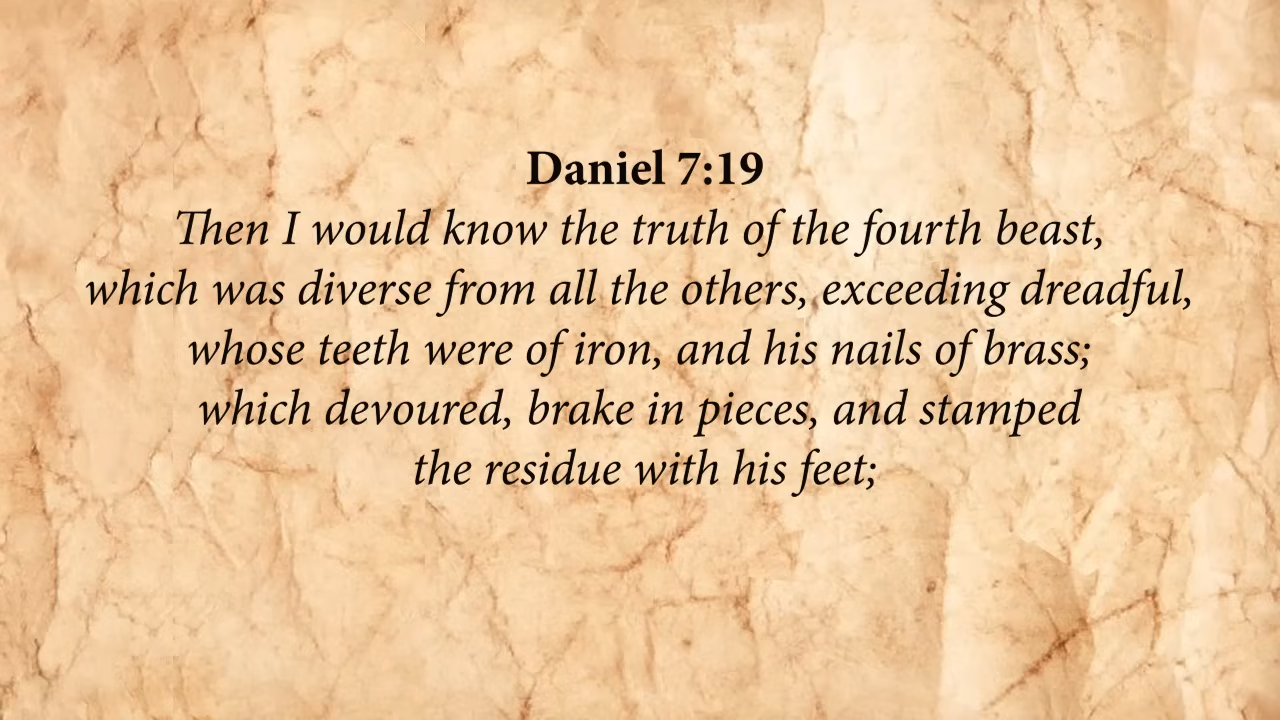 Daniel 7:19
Then I would know the truth of the fourth beast,
which was diverse from all the others, exceeding dreadful,
whose teeth were of iron, and his nails of brass;
which devoured, brake in pieces, and stamped
the residue with his feet;